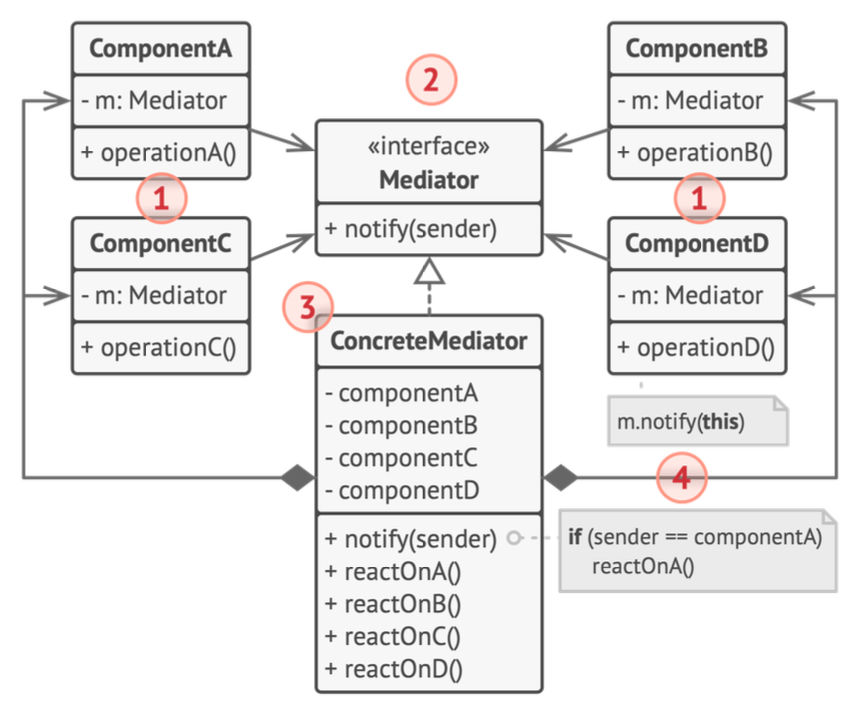 ComponentA
- m: Mediator
+ operationA()
1
ComponentC
- m: Mediator
+ operationC()
2
«interface»
Mediator
+ notify(sender)
3
ConcreteMediator
- componentA
- componentB
- componentC
- componentD
+ notify(sender)
+ reactOnA()
+ reactOnB()
+ reactOnC()
+ reactOnD()
ComponentB
- m: Mediator
+ operationB()
1
ComponentD
- m: Mediator
+ operationD()
m.notify(this)
4
if (sender == componentA)
reactOnA()